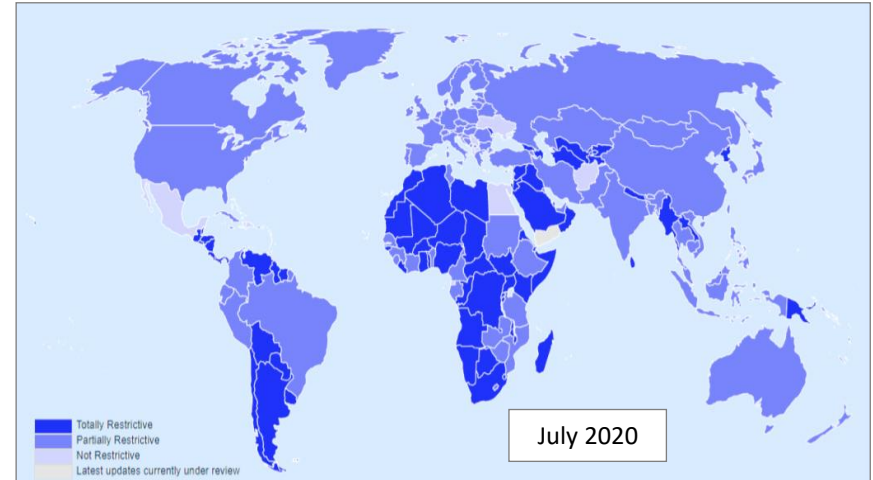 Totally Restrictive
Partially Restrictive
Not Restrictive
Latest updates currently under review
July 2020